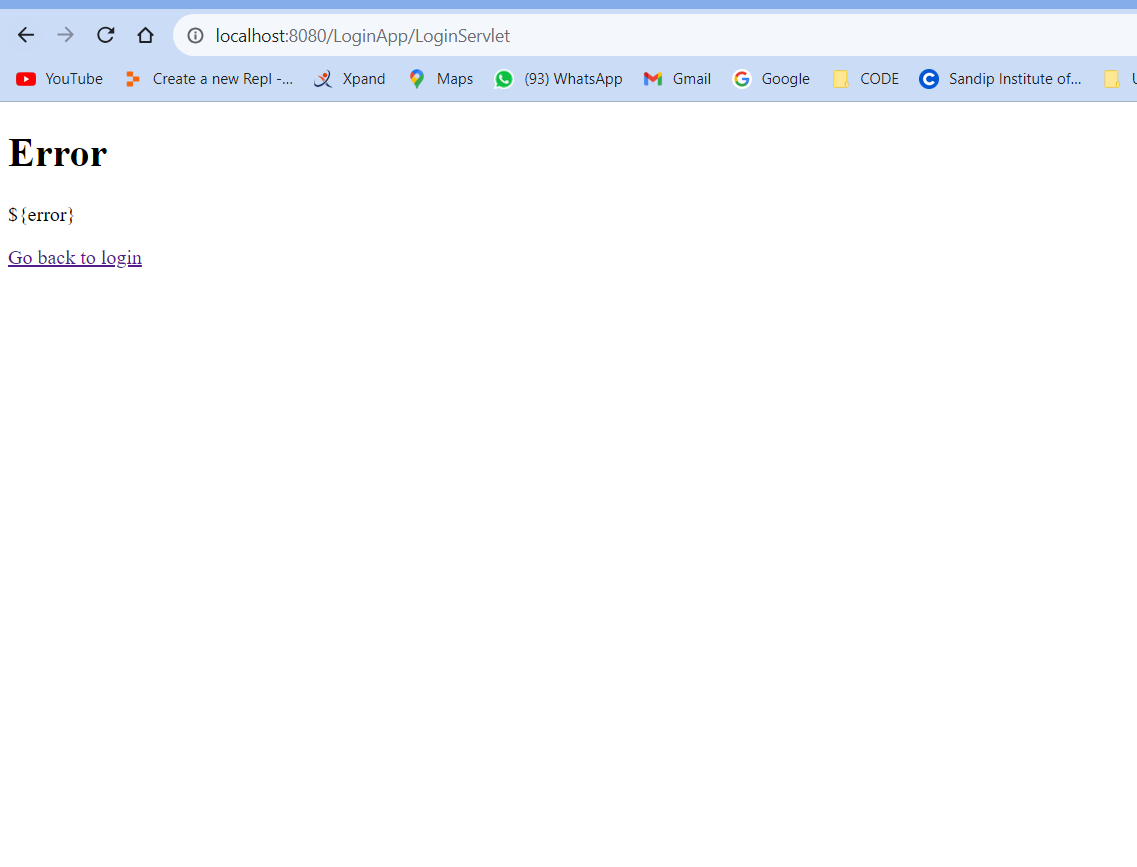 localhost:8080/LoginApp/LoginServlet
YouTube Create a new Repl -... Xpand Maps (93) WhatsApp Gmail Google CODE Sandip Institute of... U
Error
${error}
Go back to login